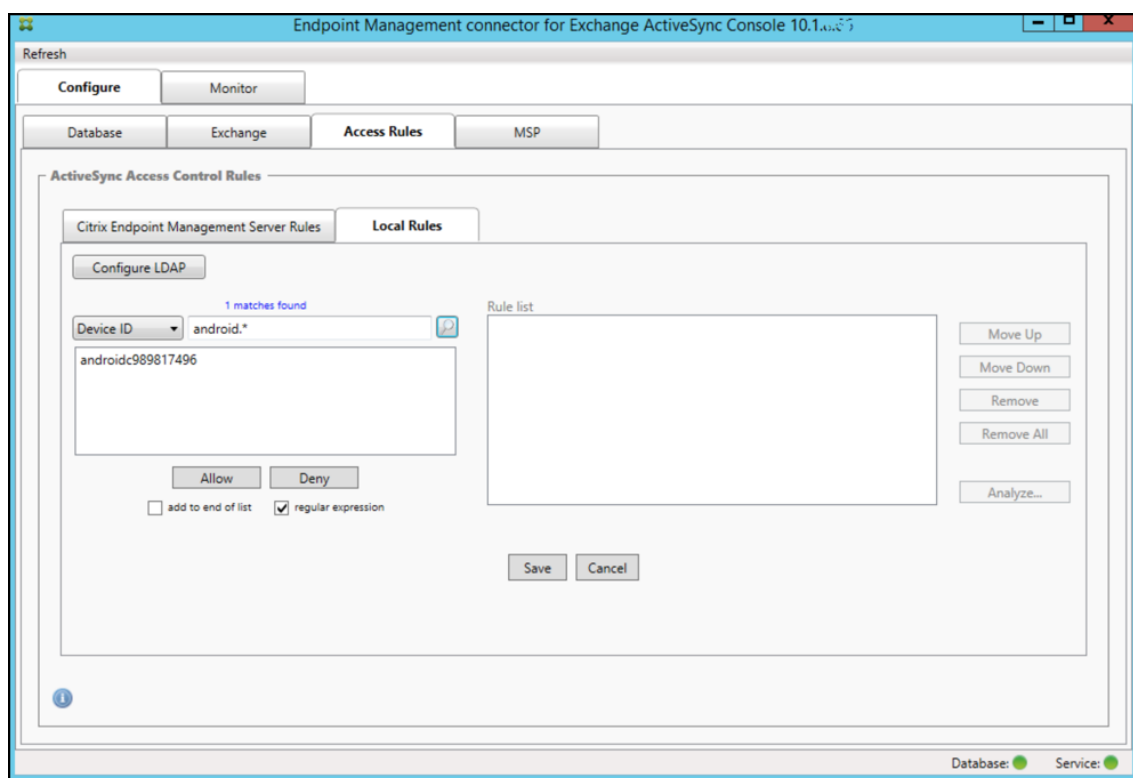 Endpoint Management connector for Exchange ActiveSync Console
Refresh
Configure Monitor
Database Exchange Access Rules MSP
ActiveSync Access Control Rules
Citrix Endpoint Management Server Rules Local Rules
Configure LDAP
1 matches found
Rule list
Device ID android.*
androidc989817496
Move Up
Move Down
Remove
Remove All
Allow Deny
Analyze...
add to end of list regular expression
Save Cancel
Database: Service: